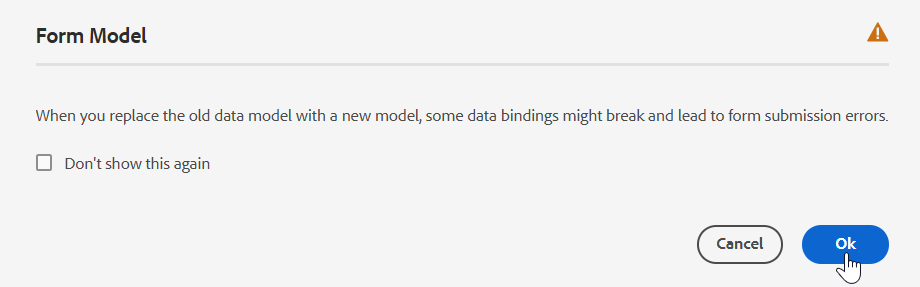 Form Model
When you replace the old data model with a new model, some data bindings might break and lead to form submission errors.
Don't show this again
Cancel
Ok